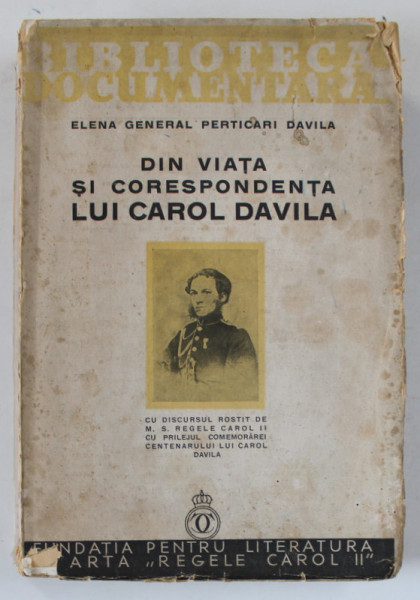 BIBLIOTECA
DOCUMENTARĂ
ELENA GENERAL PERTICARI DAVILA
DIN VIAȚA
ȘI CORESPONDENȚA
LUI CAROL DAVILA
CU DISCURSUL ROSTIT DE
M. S. REGELE CAROL II
CU PRILEJUL COMEMORĂREI
CENTENARULUI LUI CAROL
DAVILA
FUNDAȚIA PENTRU LITERATURA
ARTA „REGELE CAROL II"